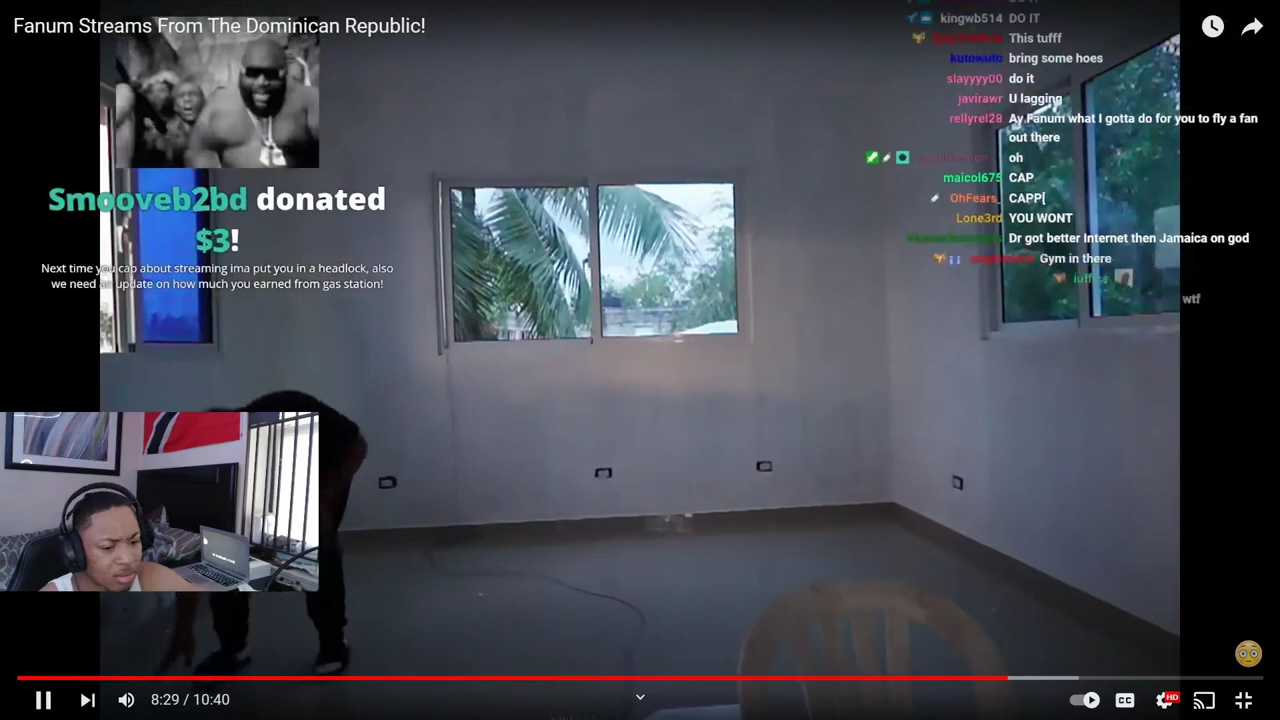 Fanum Streams From The Dominican Republic!
kingwb514 DO IT
This tufff
kutowuto bring some hoes
slayyyy00 do it
javirawr U lagging
rellyrel28 Ay Fanum what I gotta do for you to fly a fan
out there
oh
maicol675 CAP
OhFears_ CAPP[
Lone3rd YOU WONT
Dr got better Internet then Jamaica on god
Gym in there
wtf
Smooveb2bd donated
$3!
Next time you cap about streaming ima put you in a headlock, also
we need an update on how much you earned from gas station!
8:29 / 10:40
CC
HD